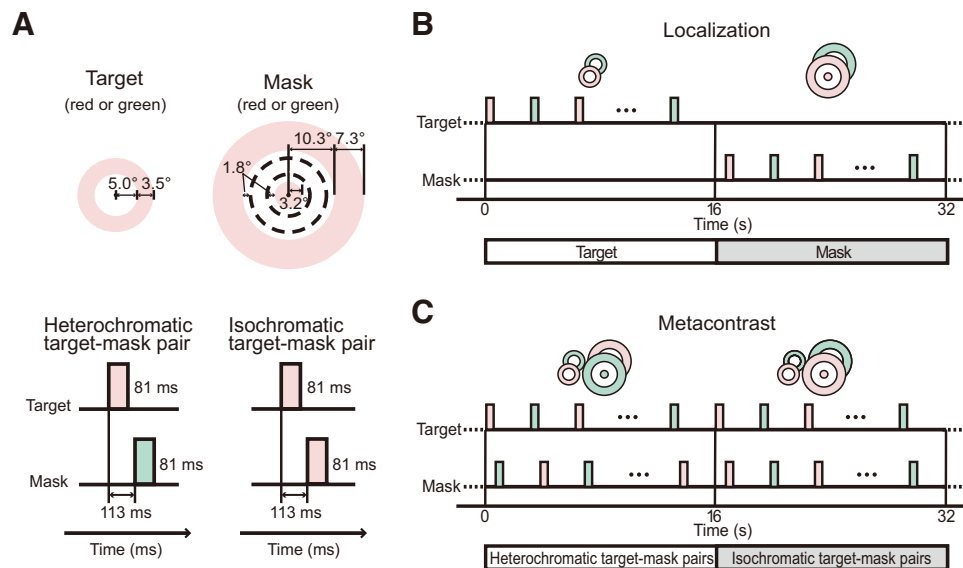 A
Target
(red or green)
Mask
(red or green)
5.0° 3.5°
10.3° 7.3°
1.8°
3.2°
Heterochromatic
target-mask pair
Isochromatic
target-mask pair
Target
81 ms
81 ms
Mask
81 ms
81 ms
113 ms
113 ms
Time (ms)
Time (ms)
B
Localization
Target
...
Mask
...
0
16
32
Time (s)
Target
Mask
C
Metacontrast
Target
...
...
Mask
...
...
0
16
32
Time (s)
Heterochromatic target-mask pairs
Isochromatic target-mask pairs